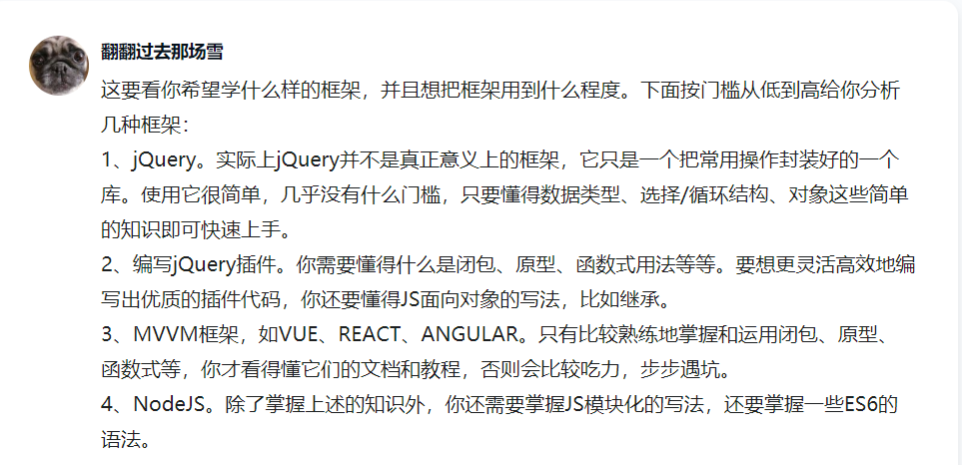 翻翻过去那场雪
这要看你希望学什么样的框架，并且想把框架用到什么程度。下面按门槛从低到高给你分析
几种框架：
1、jQuery。实际上jQuery并不是真正意义上的框架，它只是一个把常用操作封装好的一个
库。使用它很简单，几乎没有什么门槛，只要懂得数据类型、选择/循环结构、对象这些简单
的知识即可快速上手。
2、编写jQuery插件。你需要懂得什么是闭包、原型、函数式用法等等。要想更灵活高效地编
写出优质的插件代码，你还要懂得JS面向对象的写法，比如继承。
3、MVVM框架，如VUE、REACT、ANGULAR。只有比较熟练地掌握和运用闭包、原型、
函数式等，你才看得懂它们的文档和教程，否则会比较吃力，步步遇坑。
4、NodeJS。除了掌握上述的知识外，你还需要掌握JS模块化的写法，还要掌握一些ES6的
语法。